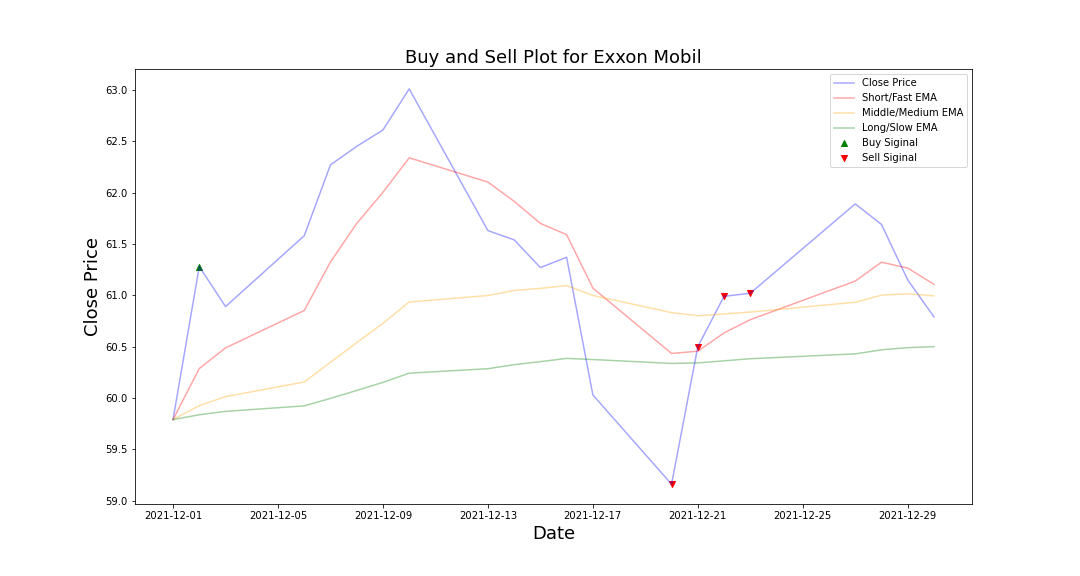 Buy and Sell Plot for Exxon Mobil
Close Price
Short/Fast EMA
Middle/Medium EMA
Long/Slow EMA
Buy Siginal
Sell Siginal
Close Price
63.0
62.5
62.0
61.5
61.0
60.5
60.0
59.5
59.0
2021-12-01 2021-12-05 2021-12-09 2021-12-13 2021-12-17 2021-12-21 2021-12-25 2021-12-29
Date